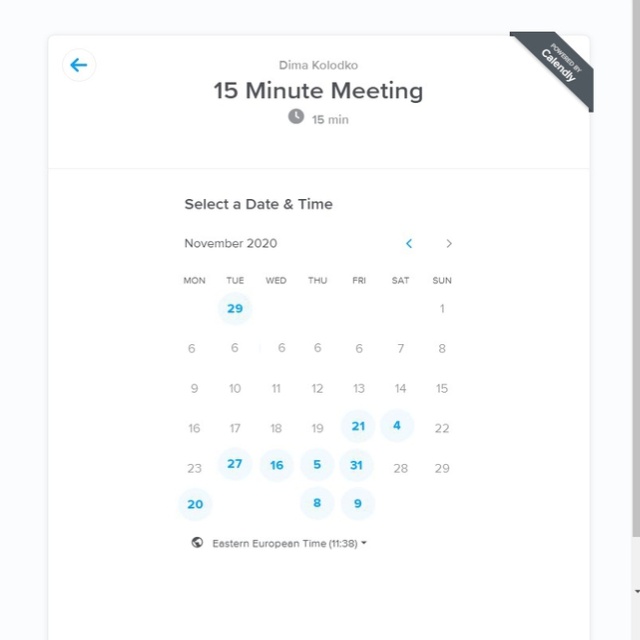 POWERED BY
Calendly
Dima Kolodko
15 Minute Meeting
15 min
Select a Date & Time
November 2020
MON TUE WED THU FRI SAT SUN
29 1
6 6 6 6 6 7 8
9 10 11 12 13 14 15
16 17 18 19 21 4 22
23 27 16 5 31 28 29
20 8 9
Eastern European Time (11:38)